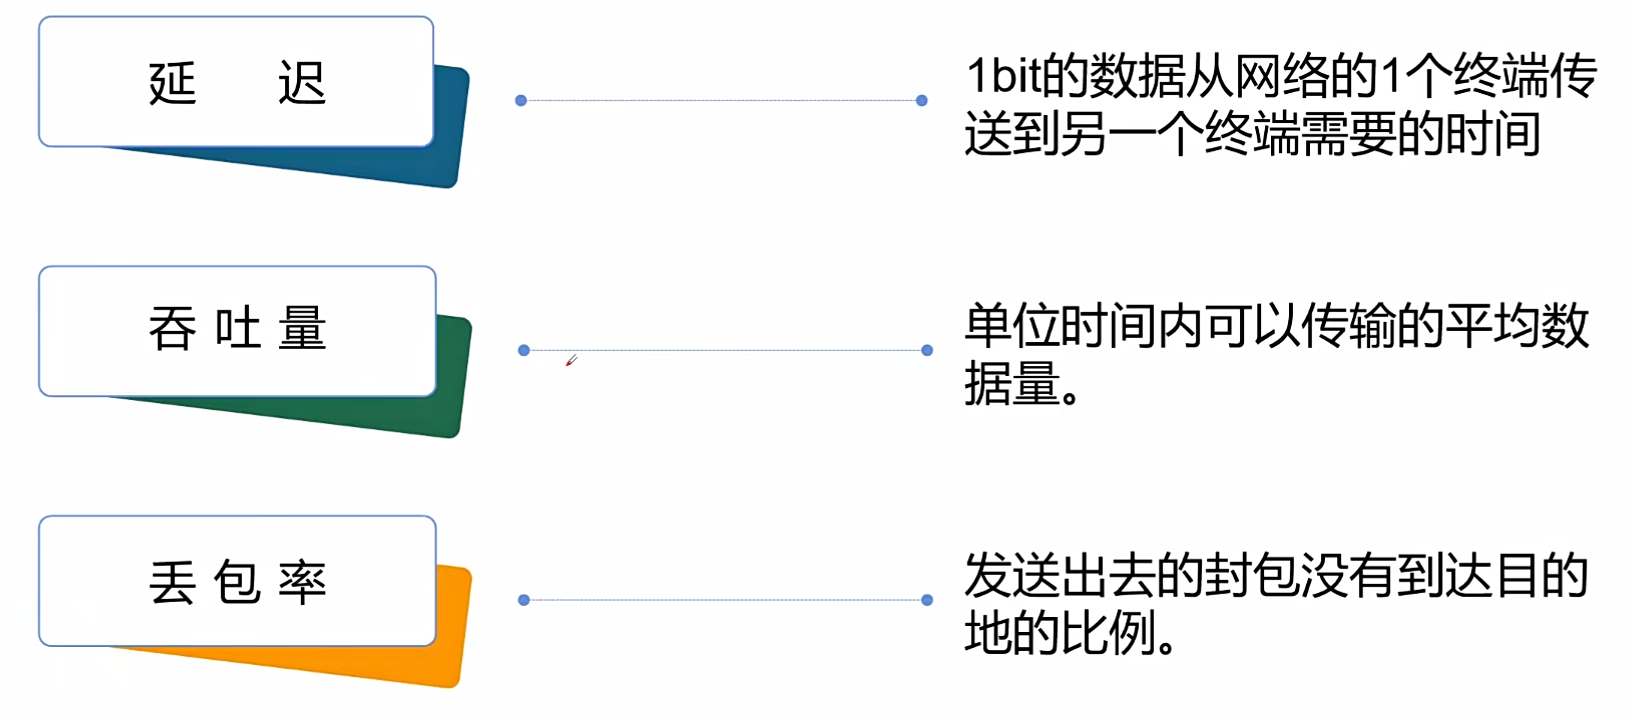 延 迟
1bit的数据从网络的1个终端传
送到另一个终端需要的时间
吞 吐 量
单位时间内可以传输的平均数
据量。
丢 包 率
发送出去的封包没有到达目的
地的比例。